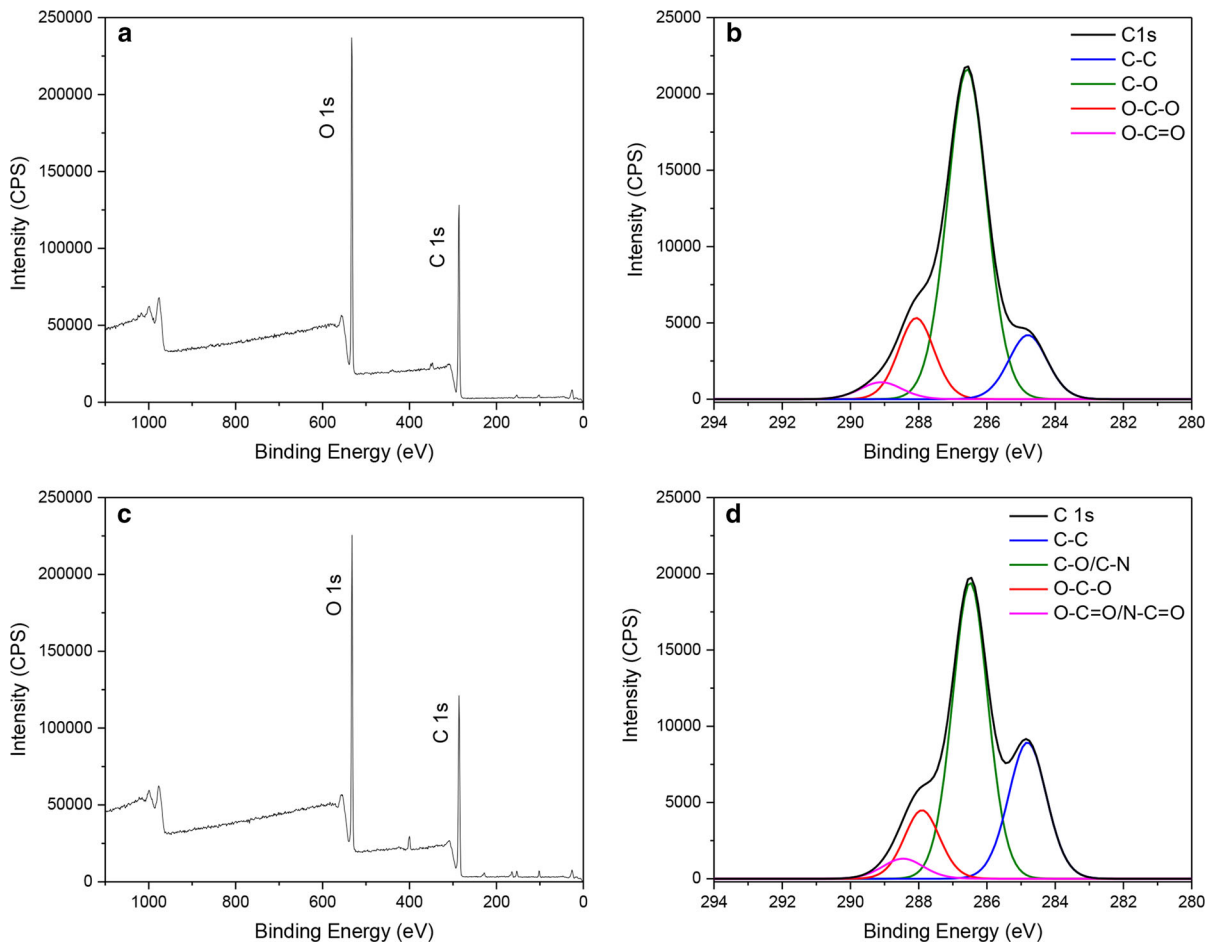 a
250000
200000
150000
100000
50000
0
Intensity (CPS)
O 1s
C 1s
1000 800 600 400 200 0
Binding Energy (eV)
b
25000
20000
15000
10000
5000
0
Intensity (CPS)
C1s
C-C
C-O
O-C-O
O-C=O
294 292 290 288 286 284 282 280
Binding Energy (eV)
c
250000
200000
150000
100000
50000
0
Intensity (CPS)
O 1s
C 1s
1000 800 600 400 200 0
Binding Energy (eV)
d
25000
20000
15000
10000
5000
0
Intensity (CPS)
C 1s
C-C
C-O/C-N
O-C-O
O-C=O/N-C=O
294 292 290 288 286 284 282 280
Binding Energy (eV)